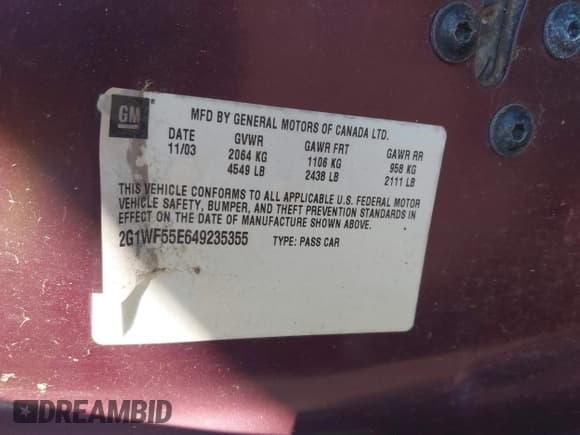 GM
MFD BY GENERAL MOTORS OF CANADA LTD.
DATE GVWR GAWR FRT GAWR RR
11/03 2064 KG 1106 KG 958 KG
4549 LB 2438 LB 2111 LB
THIS VEHICLE CONFORMS TO ALL APPLICABLE U.S. FEDERAL MOTOR
VEHICLE SAFETY, BUMPER, AND THEFT PREVENTION STANDARDS IN
EFFECT ON THE DATE OF MANUFACTURE SHOWN ABOVE.
2G1WF55E649235355 TYPE: PASS CAR
DREAMBID